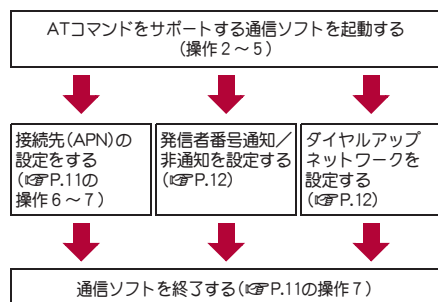 ATコマンドをサポートする通信ソフトを起動する
(操作2~5)
接続先(APN)の
設定をする
(☞P.11の
操作6~7)
発信者番号通知/
非通知を設定する
(☞P.12)
ダイヤルアップ
ネットワークを
設定する
(☞P.12)
通信ソフトを終了する(☞P.11の操作7)